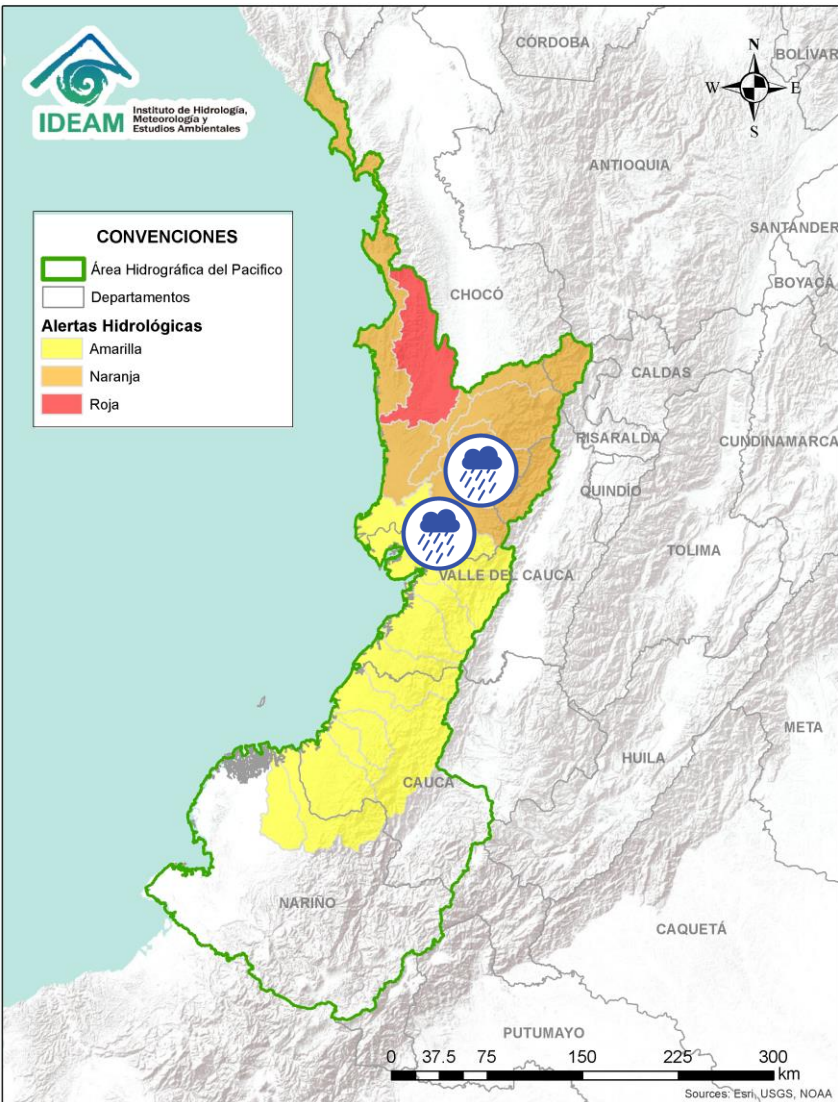 IDEAM
Instituto de Hidrología,
Meteorología y
Estudios Ambientales
CONVENCIONES
Área Hidrográfica del Pacifico
Departamentos
Alertas Hidrológicas
Amarilla
Naranja
Roja
N
W
E
S
CÓRDOBA
BOLIVAR
ANTIOQUIA
SANTANDER
BOYACÁ
CHOCÓ
CALDAS
RISARALDA
CUNDINAMARCA
QUINDÍO
TOLIMA
VALLE DEL CAUCA
META
HUILA
CAUCA
NARIÑO
CAQUETÁ
PUTUMAYO
0 37.5 75 150 225 300
km
Sources: Esri, USGS, NOAA